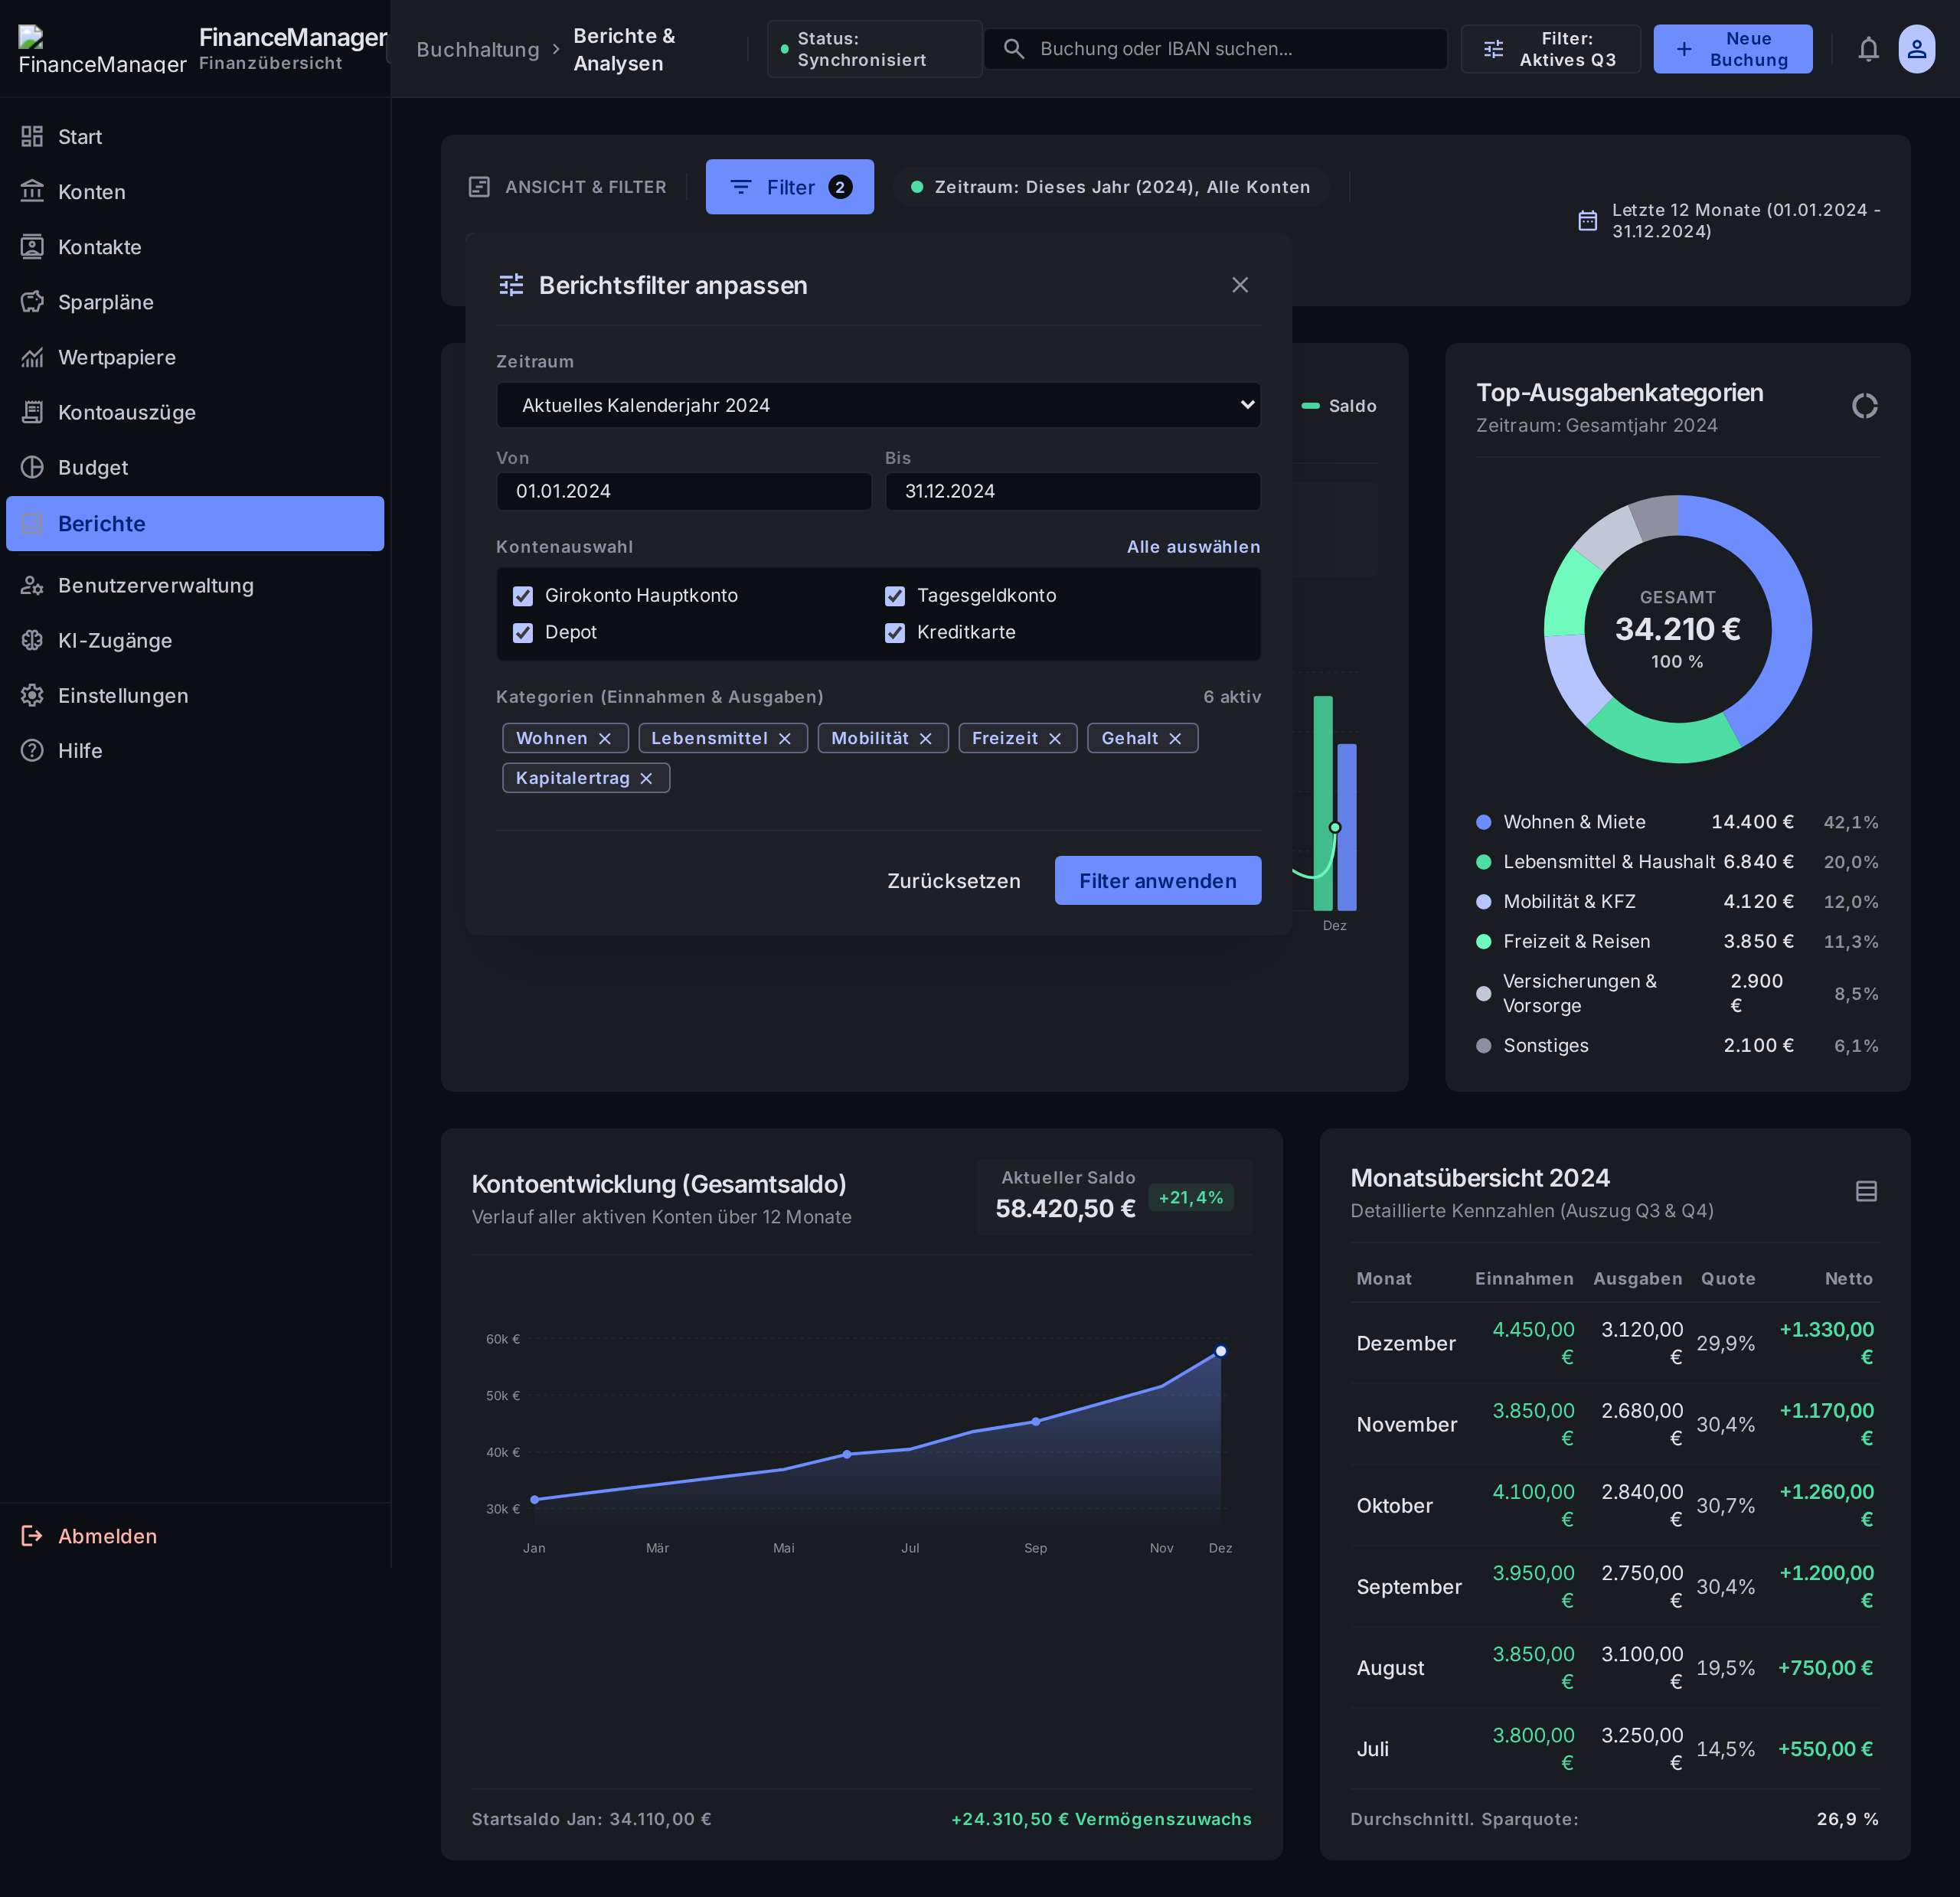 FinanceManager
FinanceManager
Finanzübersicht
Start
Konten
Kontakte
Sparpläne
Wertpapiere
Kontoauszüge
Budget
Berichte
Benutzerverwaltung
KI-Zugänge
Einstellungen
Hilfe
Abmelden
Buchhaltung
Berichte &
Analysen
Status:
Synchronisiert
Buchung oder IBAN suchen...
Filter:
Aktives Q3
Neue
Buchung
ANSICHT & FILTER
Filter 2
Zeitraum: Dieses Jahr (2024), Alle Konten
Letzte 12 Monate (01.01.2024 -
31.12.2024)
Berichtsfilter anpassen
Zeitraum
Aktuelles Kalenderjahr 2024
Von
Bis
01.01.2024
31.12.2024
Kontenauswahl
Alle auswählen
Girokonto Hauptkonto
Tagesgeldkonto
Depot
Kreditkarte
Kategorien (Einnahmen & Ausgaben)
6 aktiv
Wohnen
Lebensmittel
Mobilität
Freizeit
Gehalt
Kapitalertrag
Zurücksetzen
Filter anwenden
Saldo
Dez
Top-Ausgabenkategorien
Zeitraum: Gesamtjahr 2024
GESAMT
34.210 €
100 %
Wohnen & Miete 14.400 € 42,1%
Lebensmittel & Haushalt 6.840 € 20,0%
Mobilität & KFZ 4.120 € 12,0%
Freizeit & Reisen 3.850 € 11,3%
Versicherungen &
Vorsorge
2.900
€
8,5%
Sonstiges 2.100 € 6,1%
Kontoentwicklung (Gesamtsaldo)
Verlauf aller aktiven Konten über 12 Monate
Aktueller Saldo
58.420,50 €
+21,4%
60k €
50k €
40k €
30k €
Jan Mär Mai Jul Sep Nov Dez
Startsaldo Jan: 34.110,00 €
+24.310,50 € Vermögenszuwachs
Monatsübersicht 2024
Detaillierte Kennzahlen (Auszug Q3 & Q4)
Monat Einnahmen Ausgaben Quote Netto
Dezember 4.450,00 € 3.120,00 € 29,9% +1.330,00 €
November 3.850,00 € 2.680,00 € 30,4% +1.170,00 €
Oktober 4.100,00 € 2.840,00 € 30,7% +1.260,00 €
September 3.950,00 € 2.750,00 € 30,4% +1.200,00 €
August 3.850,00 € 3.100,00 € 19,5% +750,00 €
Juli 3.800,00 € 3.250,00 € 14,5% +550,00 €
Durchschnittl. Sparquote:
26,9 %